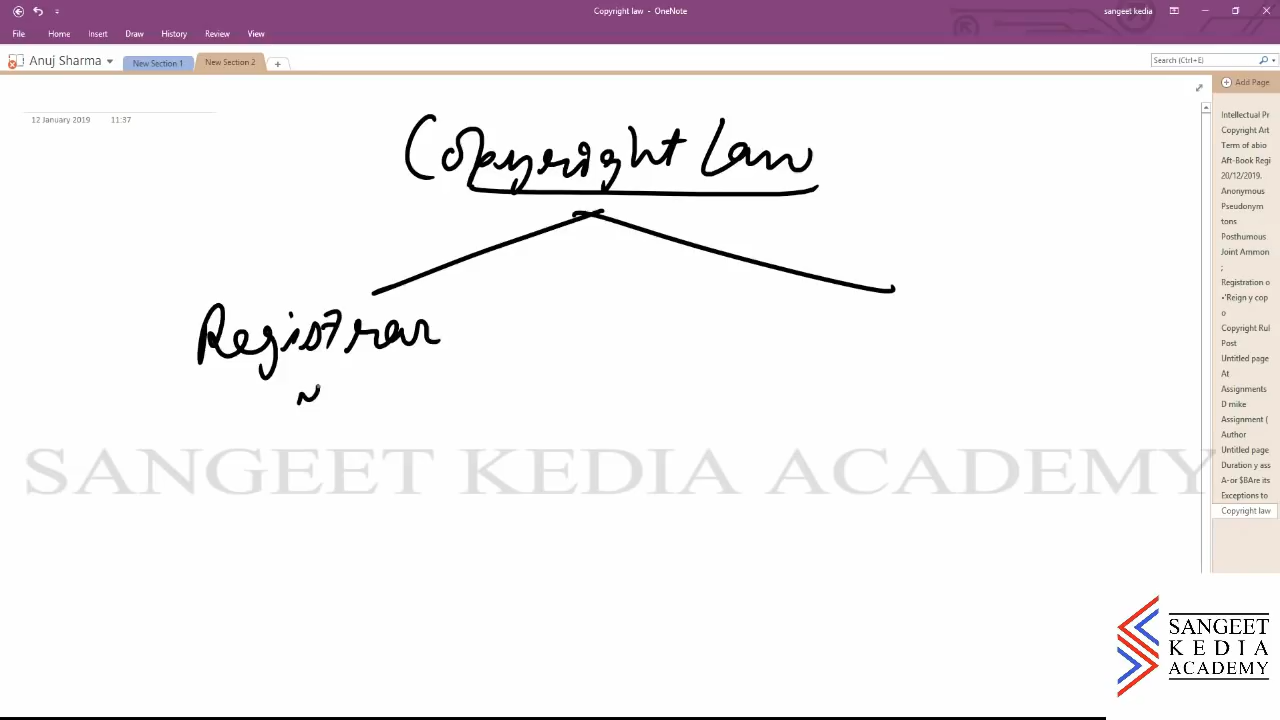 Copyright law - OneNote
sangeet kedia
File Home Insert Draw History Review View
Anuj Sharma New Section 1 New Section 2 +
Search (Ctrl+E)
Add Page
12 January 2019 11:37
Copyright Law
Registrar
SANGEET KEDIA ACADEMY
Intellectual Pr
Copyright Art
Term of abio
Aft-Book Regi
20/12/2019.
Anonymous
Pseudonym
tons
Posthumous
Joint Ammon
;
Registration o
•'Reign y cop
o
Copyright Rul
Post
Untitled page
At
Assignments
D mike
Assignment (
Author
Untitled page
Duration y ass
A-or $BAre its
Exceptions to
Copyright law
SANGEET
KEDIA
ACADEMY